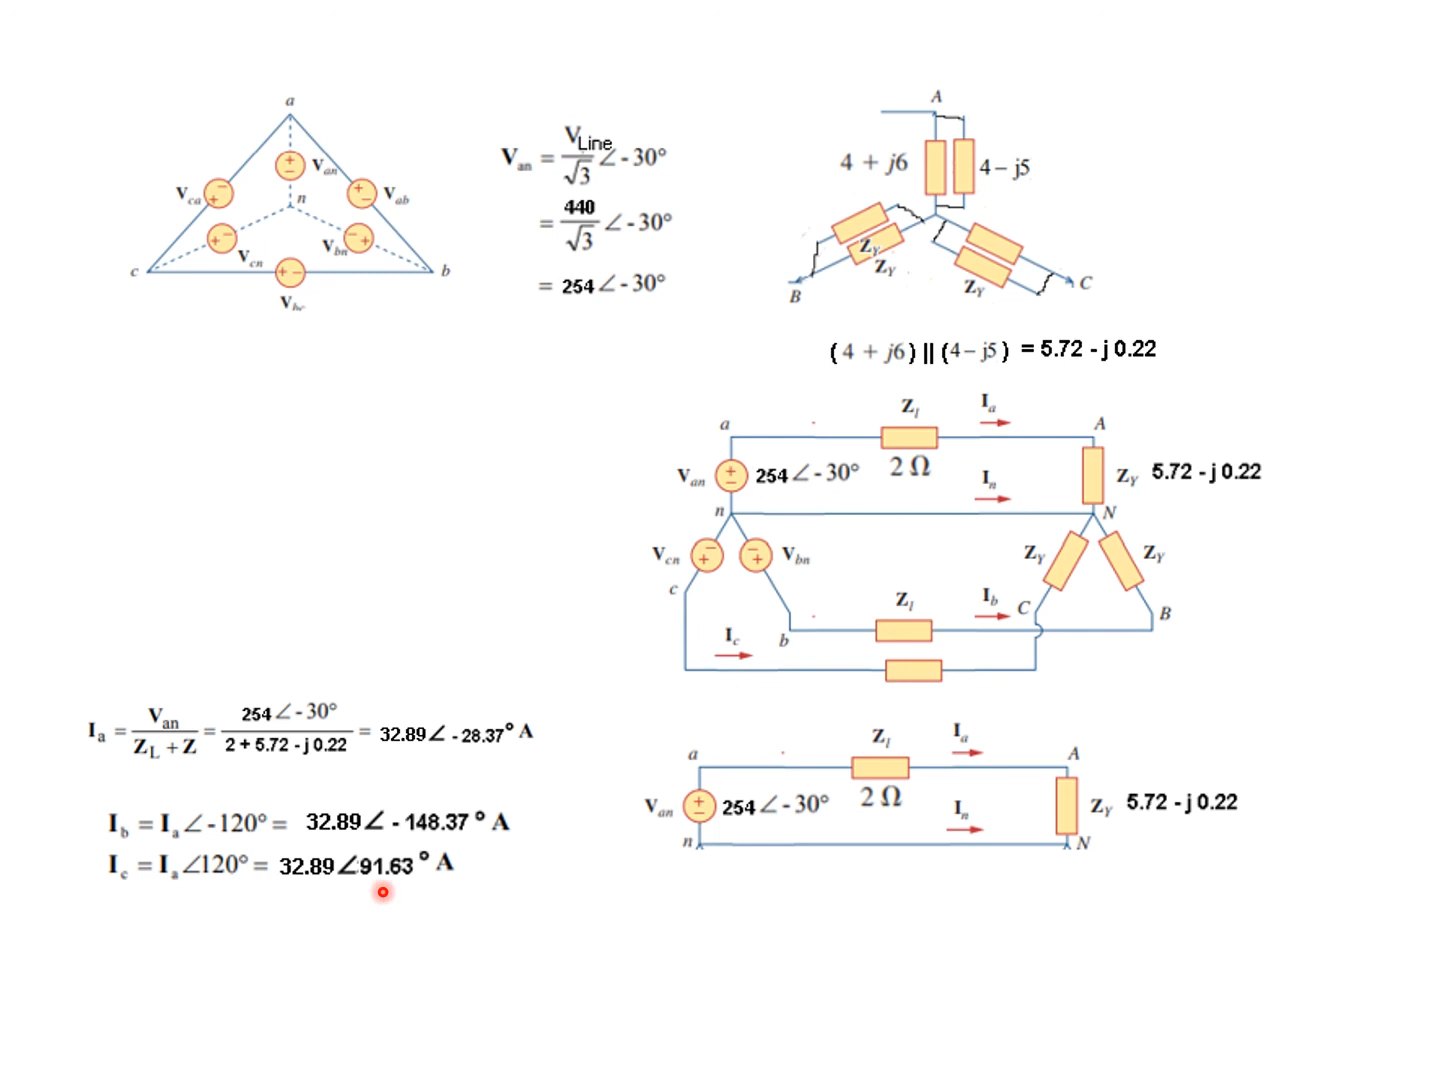 a
V_an
V_ca
V_ab
n
V_cn
V_bn
c
b
V_bc
V_an = V_Line / √3 ∠ - 30°
= 440 / √3 ∠ - 30°
= 254 ∠ - 30°
A
4 + j6
4 – j5
Z_Y
Z_Y
Z_Y
B
C
( 4 + j6 ) || ( 4 – j5 ) = 5.72 - j 0.22
a
Z_l
I_a
A
V_an
254 ∠ - 30°
2 Ω
I_n
Z_Y 5.72 - j 0.22
n
N
V_cn
V_bn
Z_Y
Z_Y
c
Z_l
I_b
C
B
I_c
b
I_a = V_an / Z_L + Z = 254 ∠ - 30° / 2 + 5.72 - j 0.22 = 32.89 ∠ - 28.37° A
I_b = I_a ∠ - 120° = 32.89 ∠ - 148.37 ° A
I_c = I_a ∠120° = 32.89 ∠91.63 ° A
a
Z_l
I_a
A
V_an
254 ∠ - 30°
2 Ω
I_n
Z_Y 5.72 - j 0.22
n
N